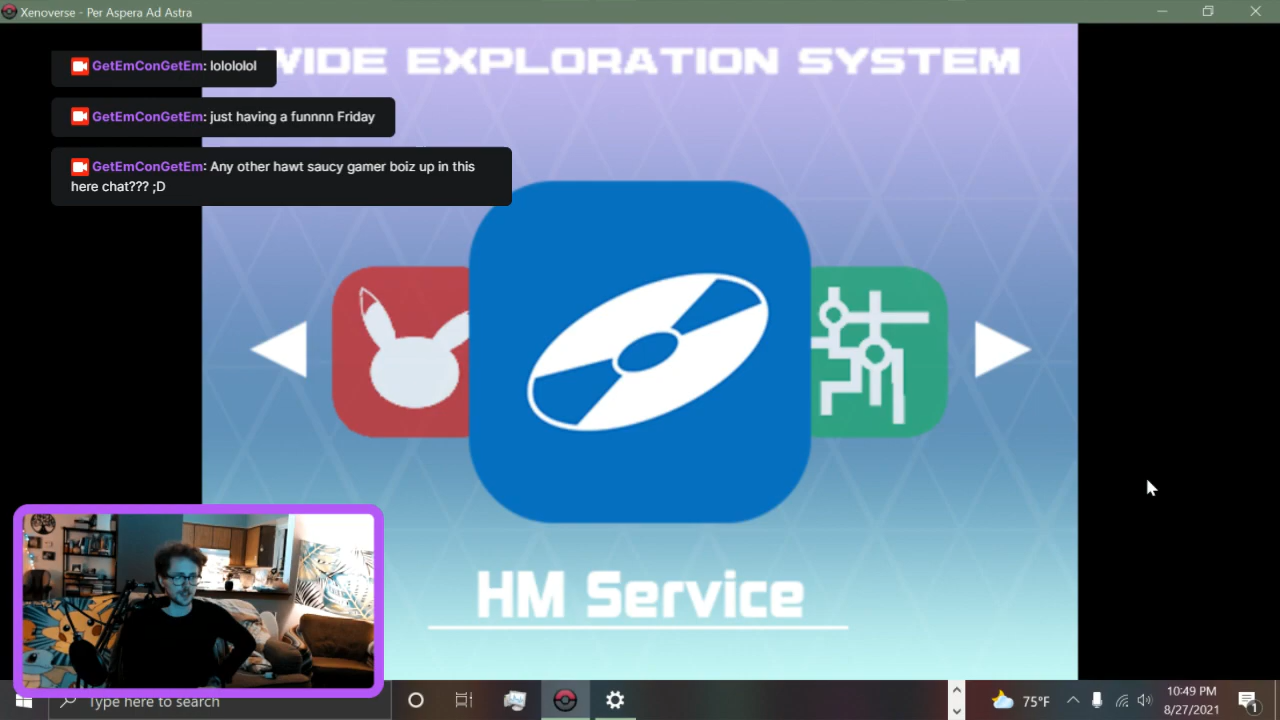 Xenoverse - Per Aspera Ad Astra
WIDE EXPLORATION SYSTEM
GetEmConGetEm: lolololol
GetEmConGetEm: just having a funnnn Friday
GetEmConGetEm: Any other hawt saucy gamer boiz up in this
here chat??? ;D
HM Service
Type here to search
75°F
10:49 PM
8/27/2021
1